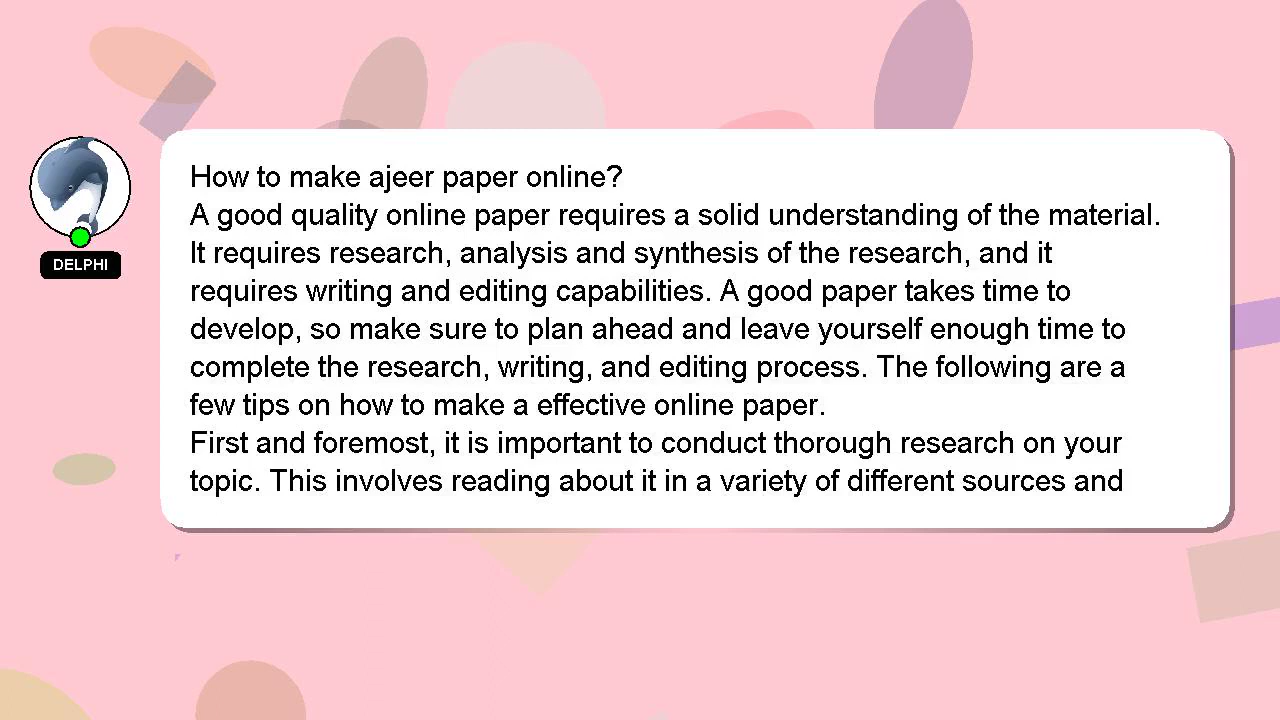 How to make ajeer paper online?
A good quality online paper requires a solid understanding of the material.
It requires research, analysis and synthesis of the research, and it
requires writing and editing capabilities. A good paper takes time to
develop, so make sure to plan ahead and leave yourself enough time to
complete the research, writing, and editing process. The following are a
few tips on how to make a effective online paper.
First and foremost, it is important to conduct thorough research on your
topic. This involves reading about it in a variety of different sources and
DELPHI